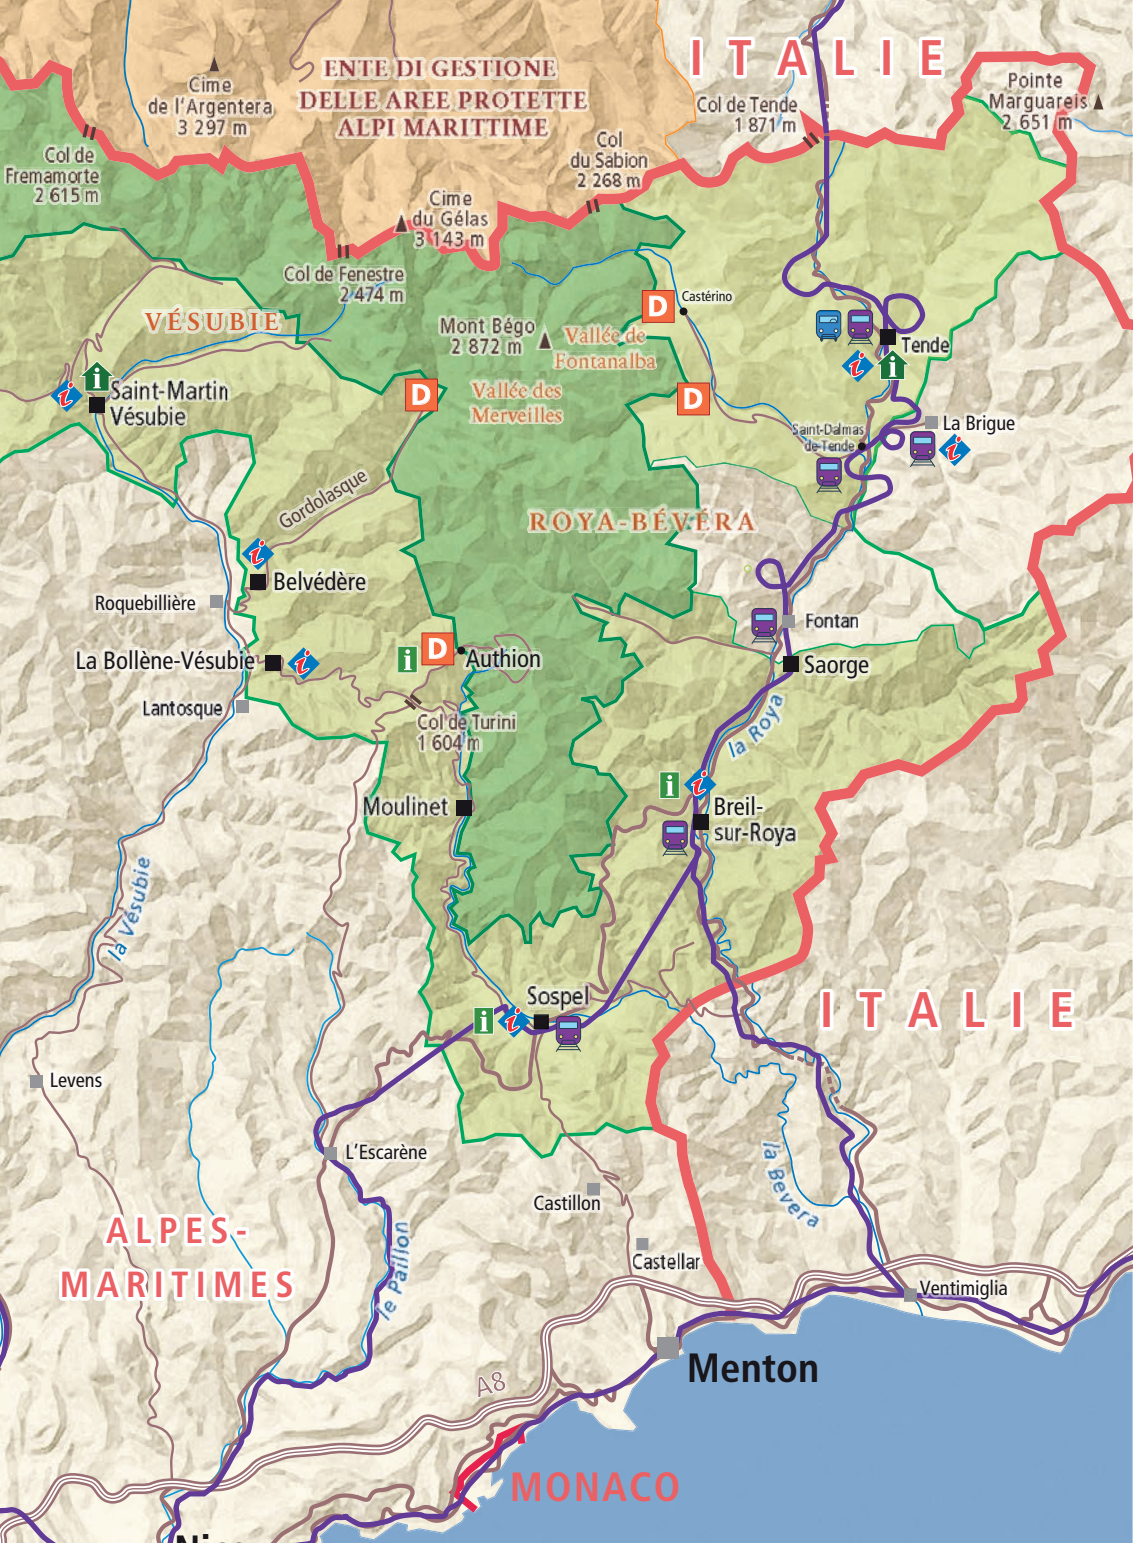 ITALIE
ENTE DI GESTIONE
DELLE AREE PROTETTE
ALPI MARITTIME
Cime
de l'Argentera
3 297 m
Pointe
Marguareis
2 651 m
Col de Tende
1 871 m
Col de
Fremamorte
2 615 m
Col
du Sabion
2 268 m
Cime
du Gélas
3 143 m
Col de Fenestre
2 474 m
VÉSUBIE
Mont Bégo
2 872 m
Vallée de
Fontanalba
D
Castérino
Tende
i
i
i
i
Saint-Martin
Vésubie
D
Vallée des
Merveilles
D
La Brigue
i
Saint-Dalmas
de-Tende
Gordolasque
ROYA-BÉVÉRA
i
Belvédère
Roquebillière
Fontan
La Bollène-Vésubie
i
i
D
Authion
Saorge
Lantosque
Col de Turini
1 604 m
la Roya
i
i
Moulinet
Breil-
sur-Roya
la Vésubie
Sospel
i
i
ITALIE
Levens
L'Escarène
la Bevera
Castillon
ALPES-
MARITIMES
le Paillon
Castellar
Ventimiglia
Menton
A8
MONACO